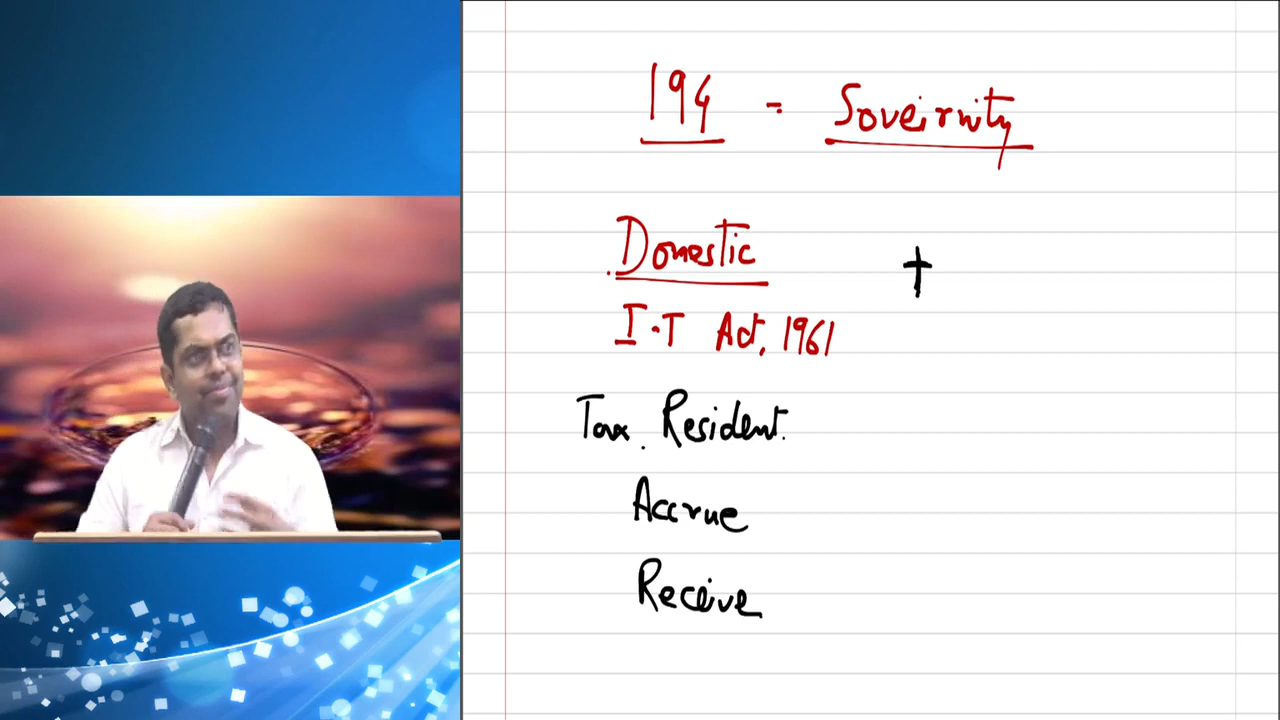 194 = Soveirnity
Domestic
I.T Act, 1961
Tax Resident.
Accrue
Receive